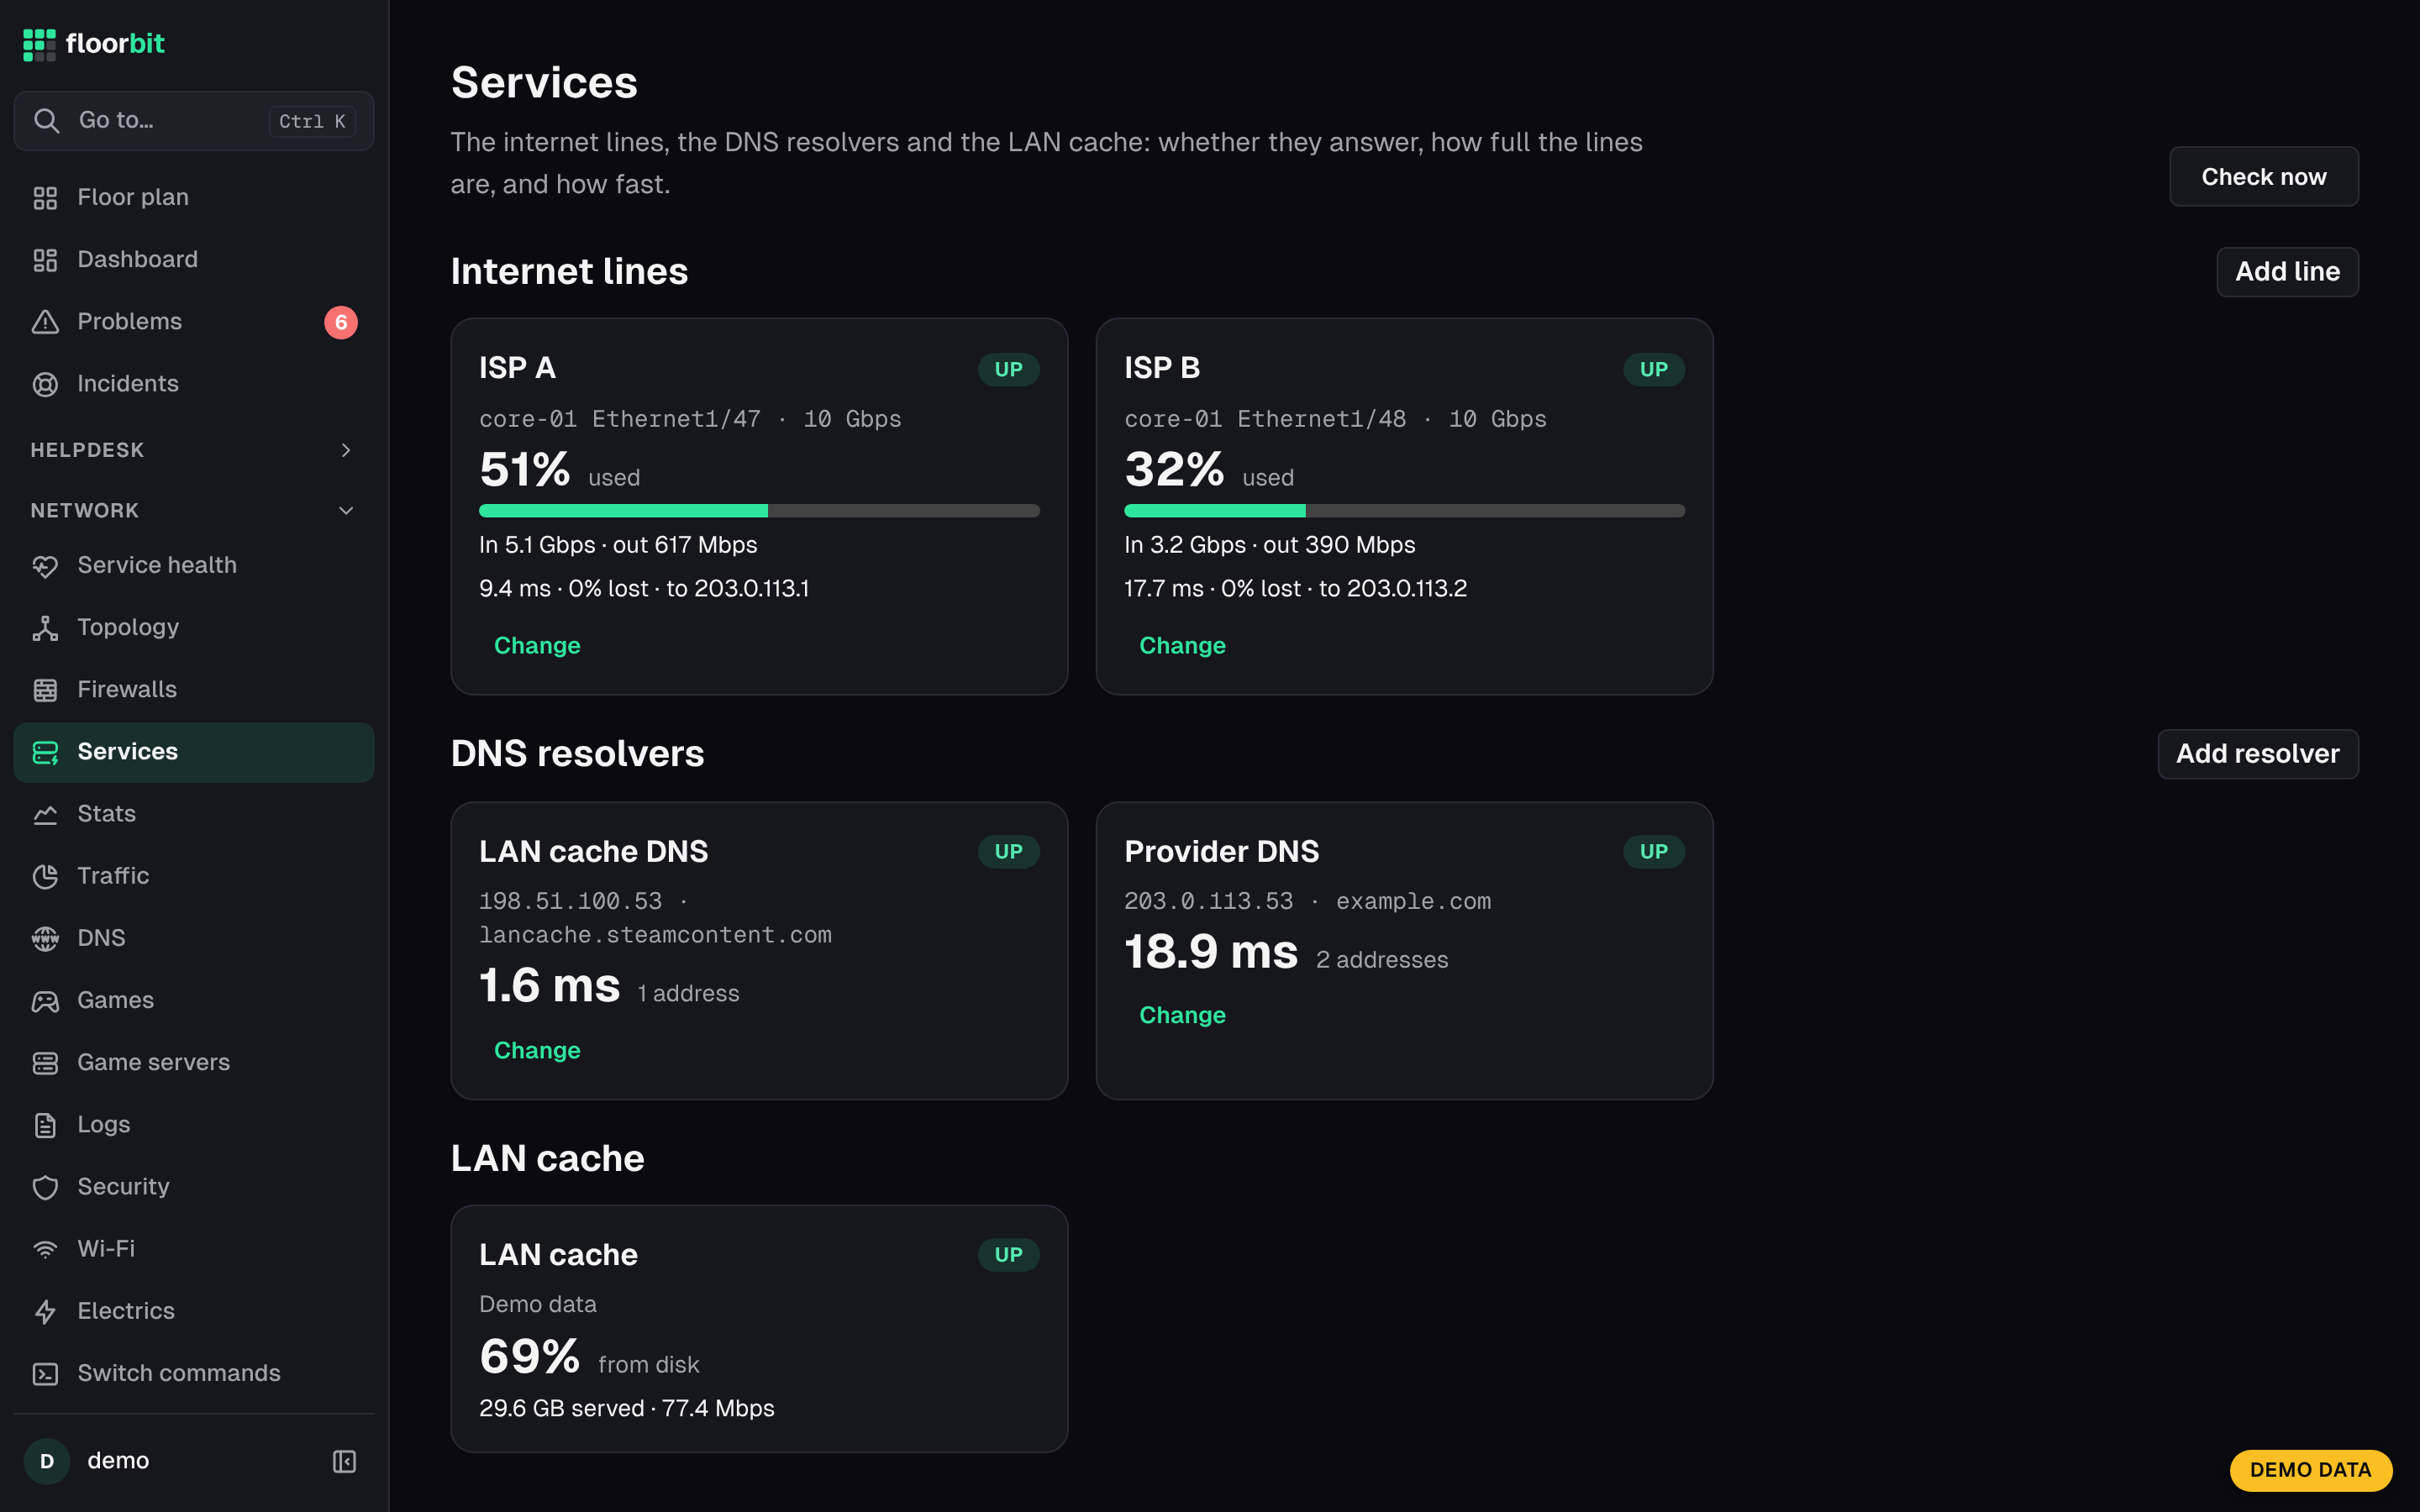 floorbit
Go to... Ctrl K
Floor plan
Dashboard
Problems 6
Incidents
HELPDESK
NETWORK
Service health
Topology
Firewalls
Services
Stats
Traffic
DNS
Games
Game servers
Logs
Security
Wi-Fi
Electrics
Switch commands
D demo
Services
The internet lines, the DNS resolvers and the LAN cache: whether they answer, how full the lines
are, and how fast.
Check now
Internet lines
Add line
ISP A UP
core-01 Ethernet1/47 · 10 Gbps
51% used
In 5.1 Gbps · out 617 Mbps
9.4 ms · 0% lost · to 203.0.113.1
Change
ISP B UP
core-01 Ethernet1/48 · 10 Gbps
32% used
In 3.2 Gbps · out 390 Mbps
17.7 ms · 0% lost · to 203.0.113.2
Change
DNS resolvers
Add resolver
LAN cache DNS UP
198.51.100.53 ·
lancache.steamcontent.com
1.6 ms 1 address
Change
Provider DNS UP
203.0.113.53 · example.com
18.9 ms 2 addresses
Change
LAN cache
LAN cache UP
Demo data
69% from disk
29.6 GB served · 77.4 Mbps
DEMO DATA